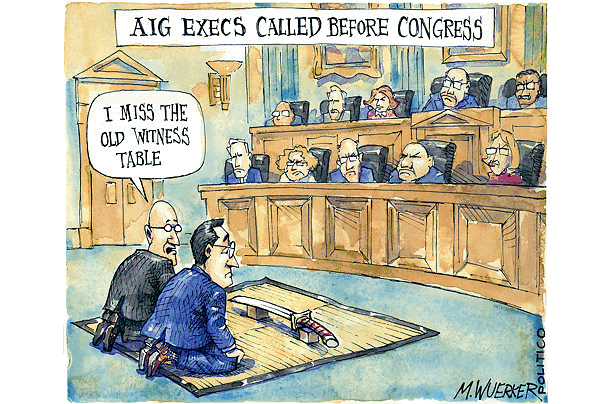 AIG EXECS CALLED BEFORE CONGRESS
I MISS THE
OLD WITNESS
TABLE
M.WUERKER
POLITICO